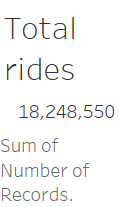 Total
rides
18,248,550
Sum of
Number of
Records.